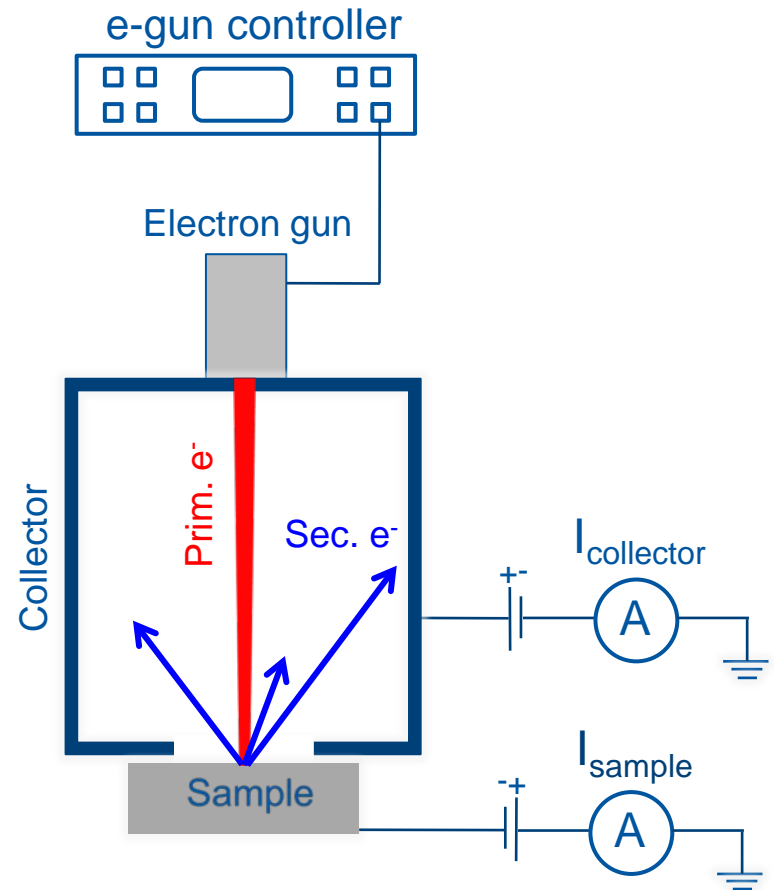 e-gun controller
Electron gun
Collector
Prim. e-
Sec. e-
Icollector
+-
A
Isample
-+
A
Sample